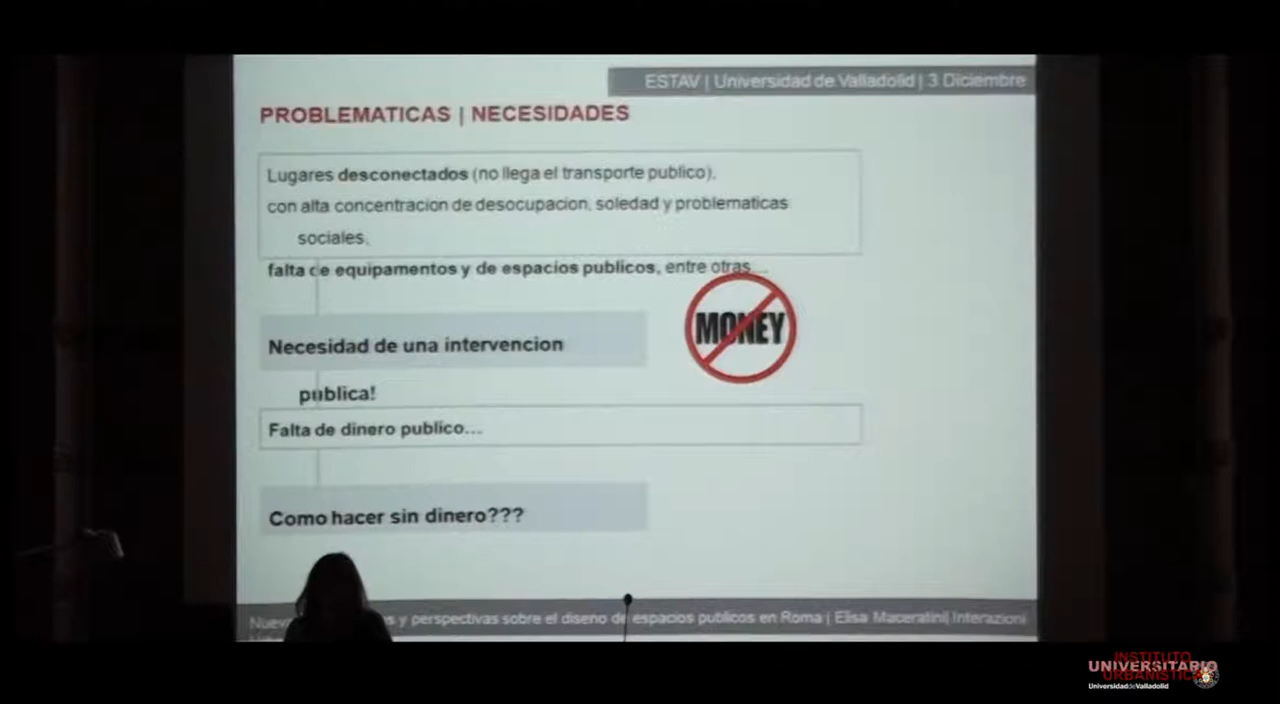 ESTAV | Universidad de Valladolid | 3 Diciembre
PROBLEMATICAS | NECESIDADES
Lugares desconectados (no llega el transporte publico),
con alta concentracion de desocupacion, soledad y problematicas
sociales,
falta de equipamentos y de espacios publicos, entre otras...
MONEY
Necesidad de una intervencion
publica!
Falta de dinero publico...
Como hacer sin dinero???
y perspectivas sobre el diseno de espacios publicos en Roma | Elisa Maceratini| Interazioni
INSTITUTO
UNIVERSITARIO
URBANISTICA
Universidad de Valladolid